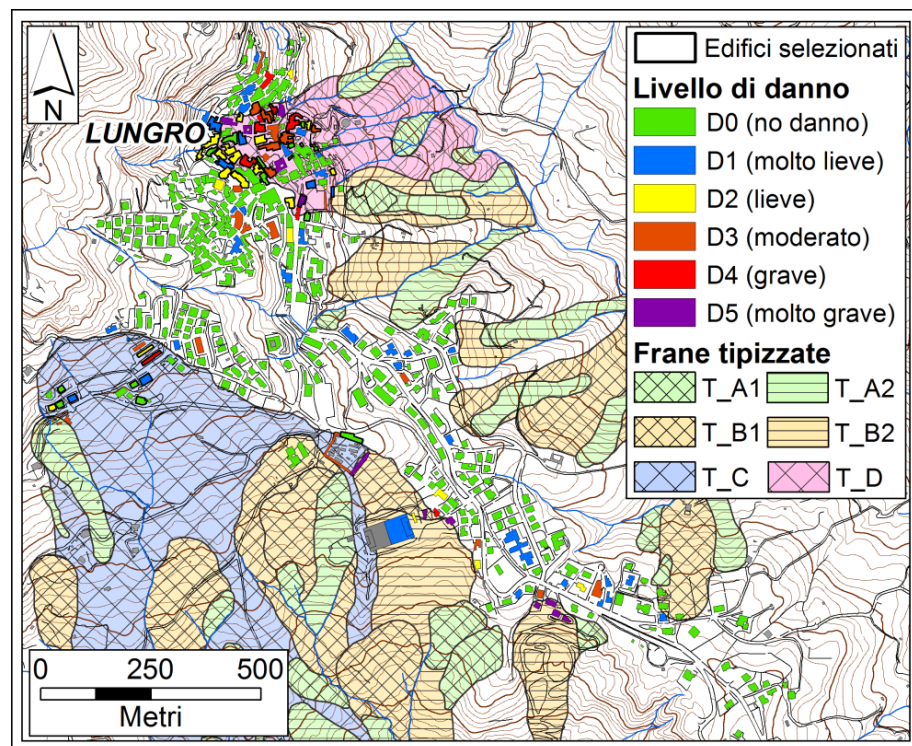 N
LUNGRO
Edifici selezionati
Livello di danno
D0 (no danno)
D1 (molto lieve)
D2 (lieve)
D3 (moderato)
D4 (grave)
D5 (molto grave)
Frane tipizzate
T_A1 T_A2
T_B1 T_B2
T_C T_D
0 250 500
Metri